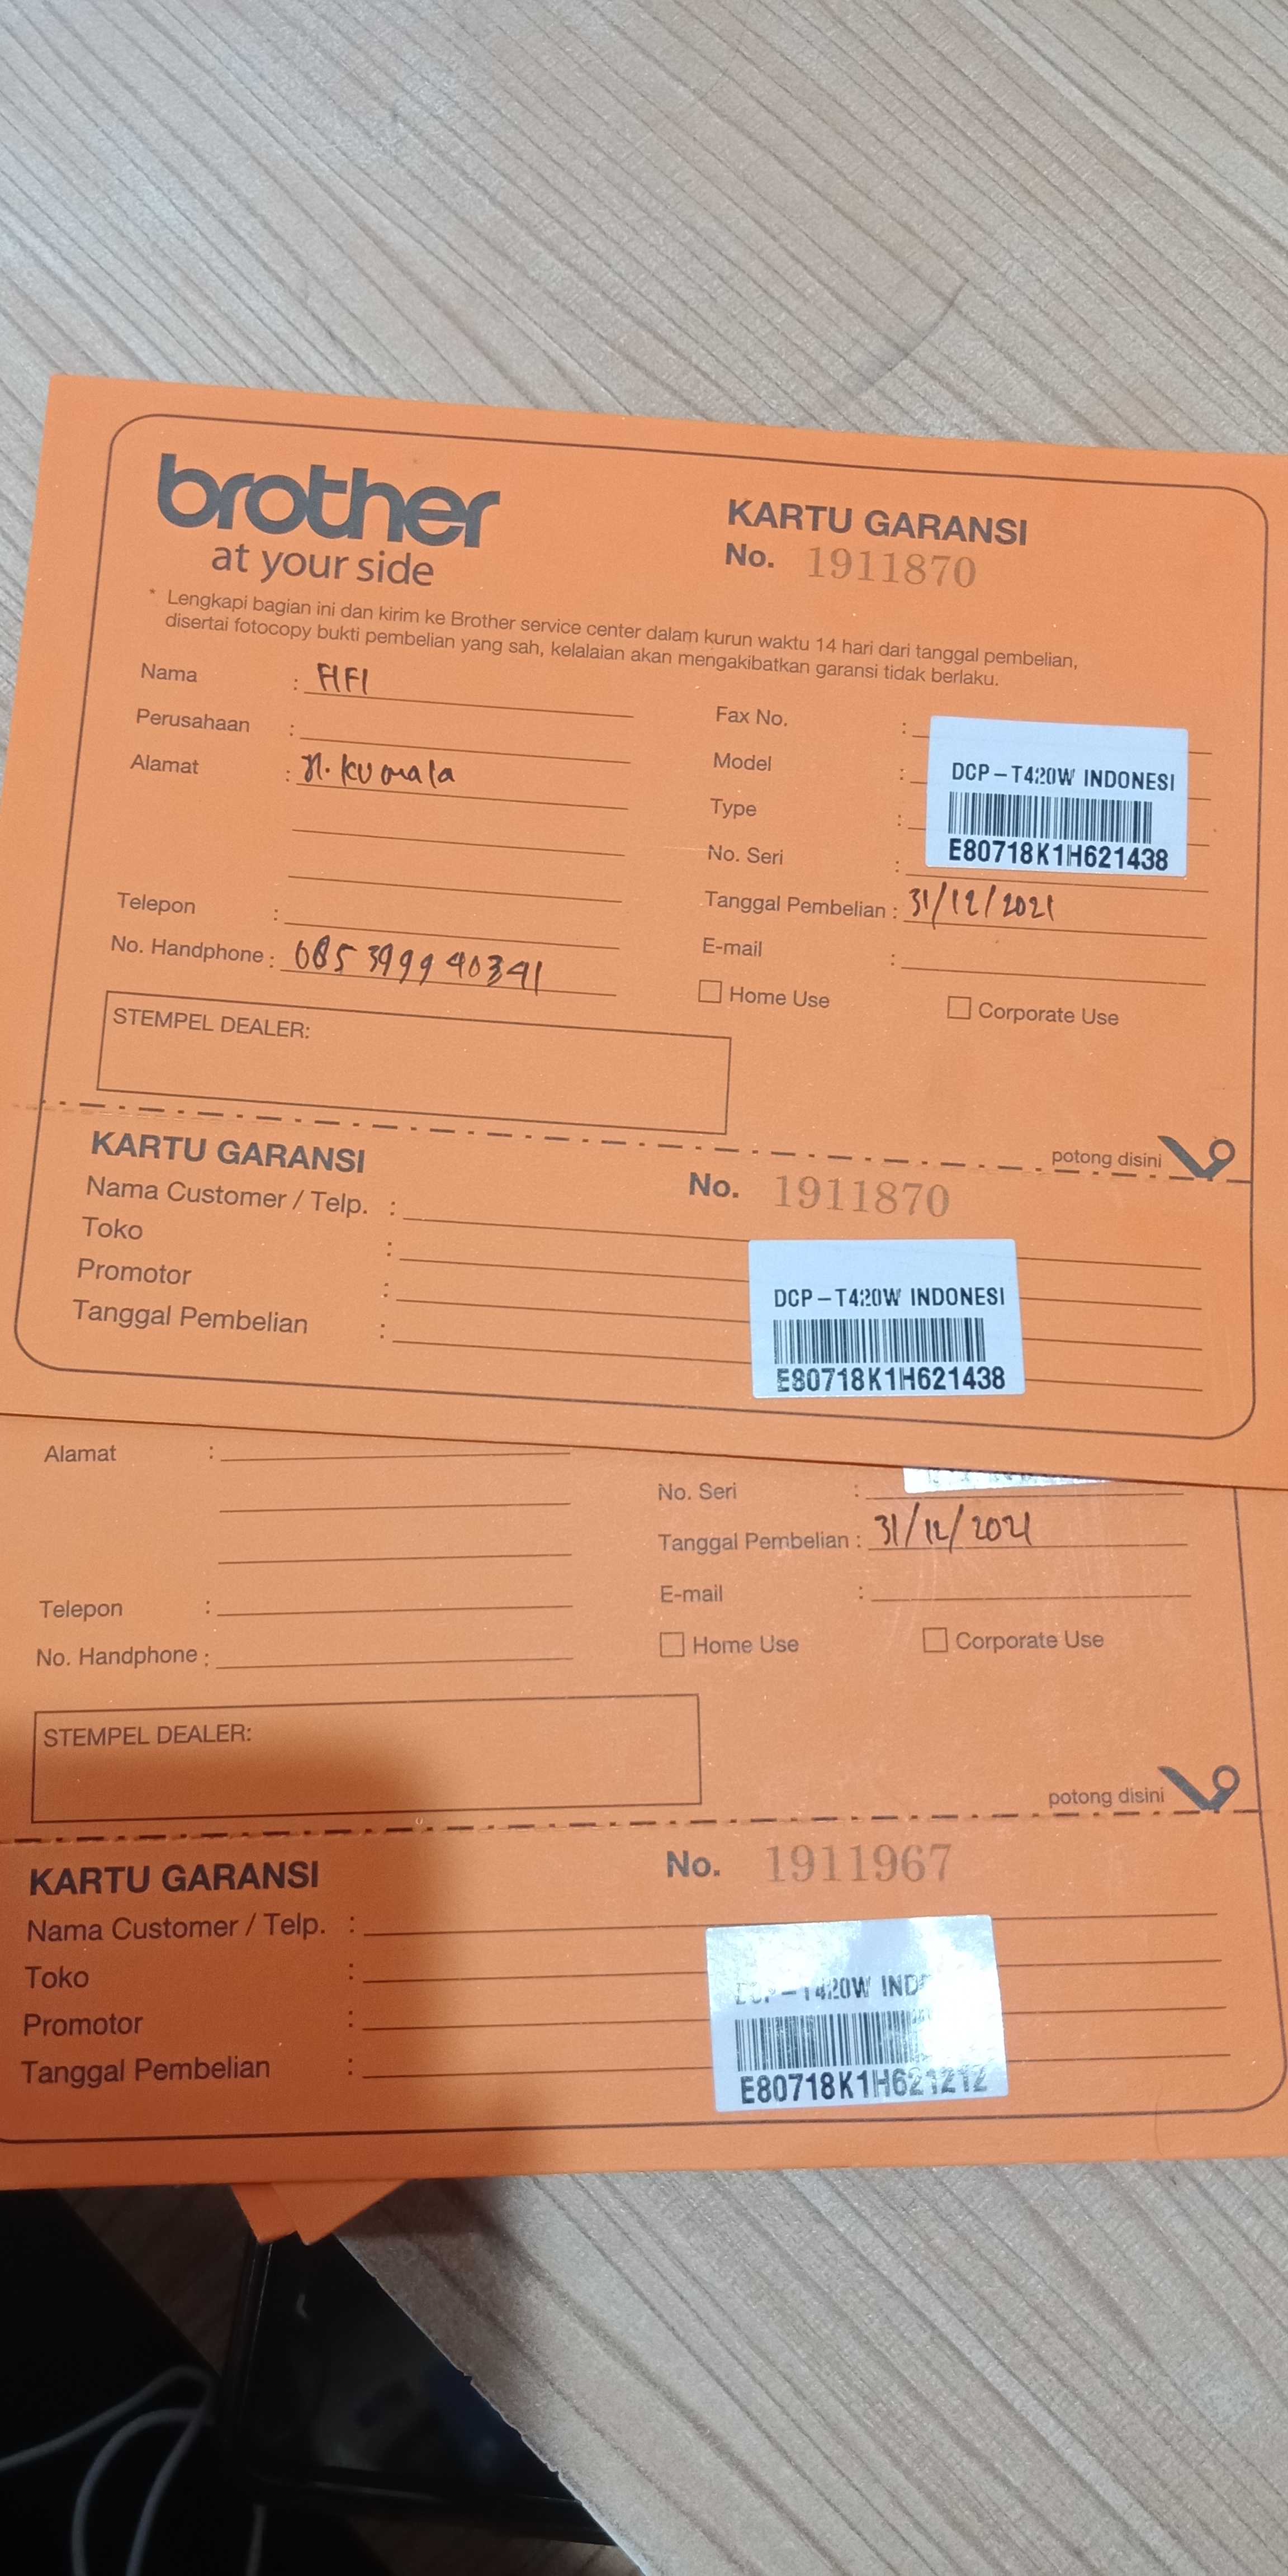 brother
at your side
KARTU GARANSI
No. 1911870
* Lengkapi bagian ini dan kirim ke Brother service center dalam kurun waktu 14 hari dari tanggal pembelian,
disertai fotocopy bukti pembelian yang sah, kelalaian akan mengakibatkan garansi tidak berlaku.
Nama : FIFI
Perusahaan :
Alamat : Jl. Kumala
Telepon :
No. Handphone : 085 399940341
Fax No. :
Model :
Type :
No. Seri :
DCP-T420W INDONESI
E80718K1H621438
Tanggal Pembelian : 31/12/2021
E-mail :
Home Use
Corporate Use
STEMPEL DEALER:
potong disini
KARTU GARANSI
No. 1911870
Nama Customer / Telp. :
Toko :
Promotor :
Tanggal Pembelian :
DCP-T420W INDONESI
E80718K1H621438
Alamat :
No. Seri :
Tanggal Pembelian : 31/12/2021
E-mail :
Telepon :
No. Handphone :
Home Use
Corporate Use
STEMPEL DEALER:
potong disini
KARTU GARANSI
No. 1911967
Nama Customer / Telp. :
Toko :
Promotor :
Tanggal Pembelian :
DCP-T420W IND
E80718K1H621212